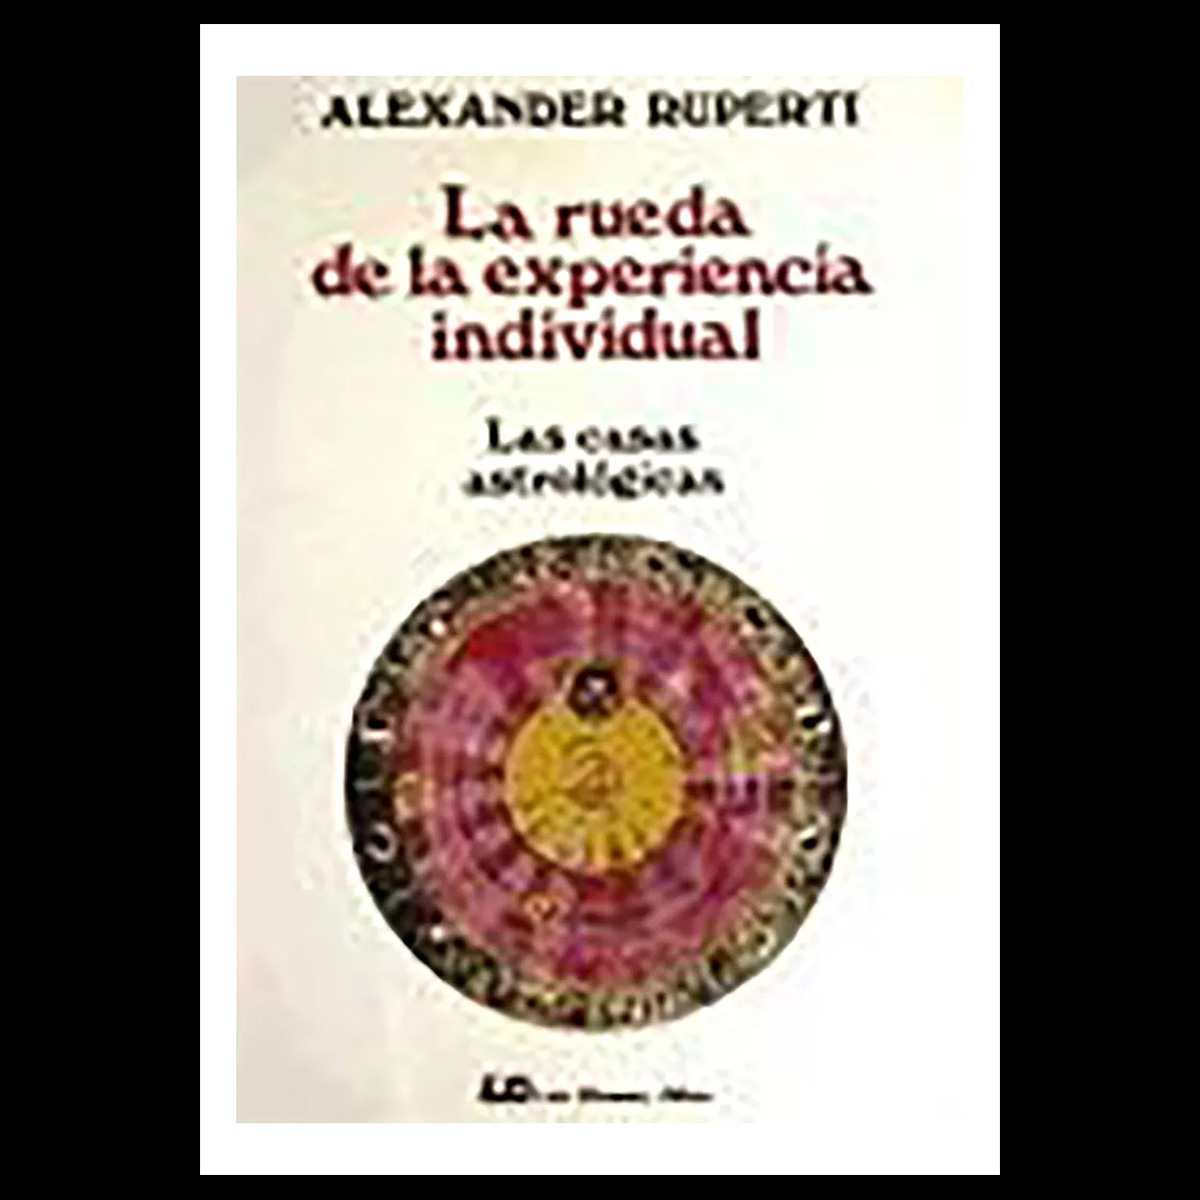 ALEXANDER RUPERTI
La rueda
de la experiencia
individual
Las casas
astrológicas